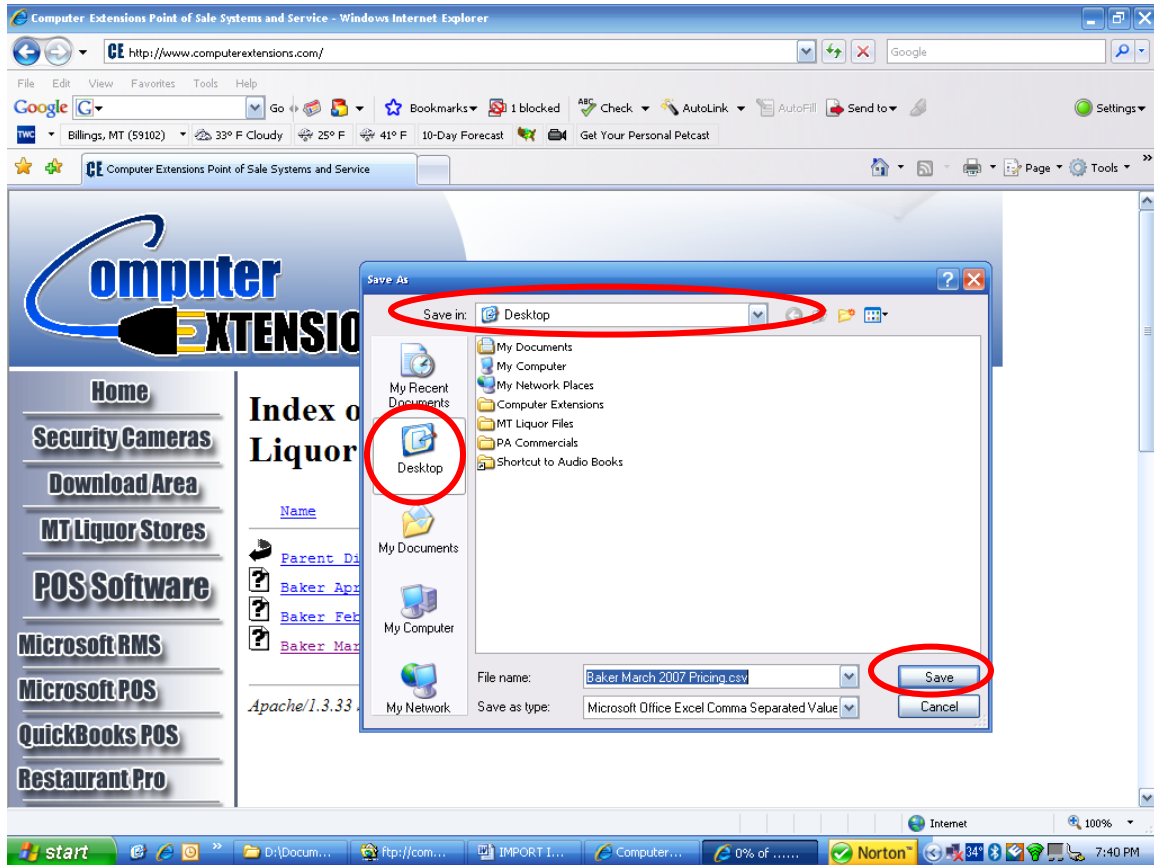 Computer Extensions Point of Sale Systems and Service - Windows Internet Explorer
CE http://www.computerextensions.com/
Google
File Edit View Favorites Tools Help
Google G Go Bookmarks 1 blocked ABC Check AutoLink AutoFill Send to Settings
TWC Billings, MT (59102) 33° F Cloudy 25° F 41° F 10-Day Forecast Get Your Personal Petcast
CE Computer Extensions Point of Sale Systems and Service
Page Tools »
Computer
EXTENSIO
Home
Security Cameras
Download Area
MT Liquor Stores
POS Software
Microsoft RMS
Microsoft POS
QuickBooks POS
Restaurant Pro
Index o
Liquor
Name
Parent Di
Baker Apr
Baker Feb
Baker Mar
Apache/1.3.33
Save As
Save in: Desktop
My Recent Documents
Desktop
My Documents
My Computer
My Network
My Documents
My Computer
My Network Places
Computer Extensions
MT Liquor Files
PA Commercials
Shortcut to Audio Books
File name: Baker March 2007 Pricing.csv Save
Save as type: Microsoft Office Excel Comma Separated Value Cancel
Internet 100%
start » D:\Docum... ftp://com... IMPORT I... Computer... 0% of ...... Norton™ 34° 7:40 PM